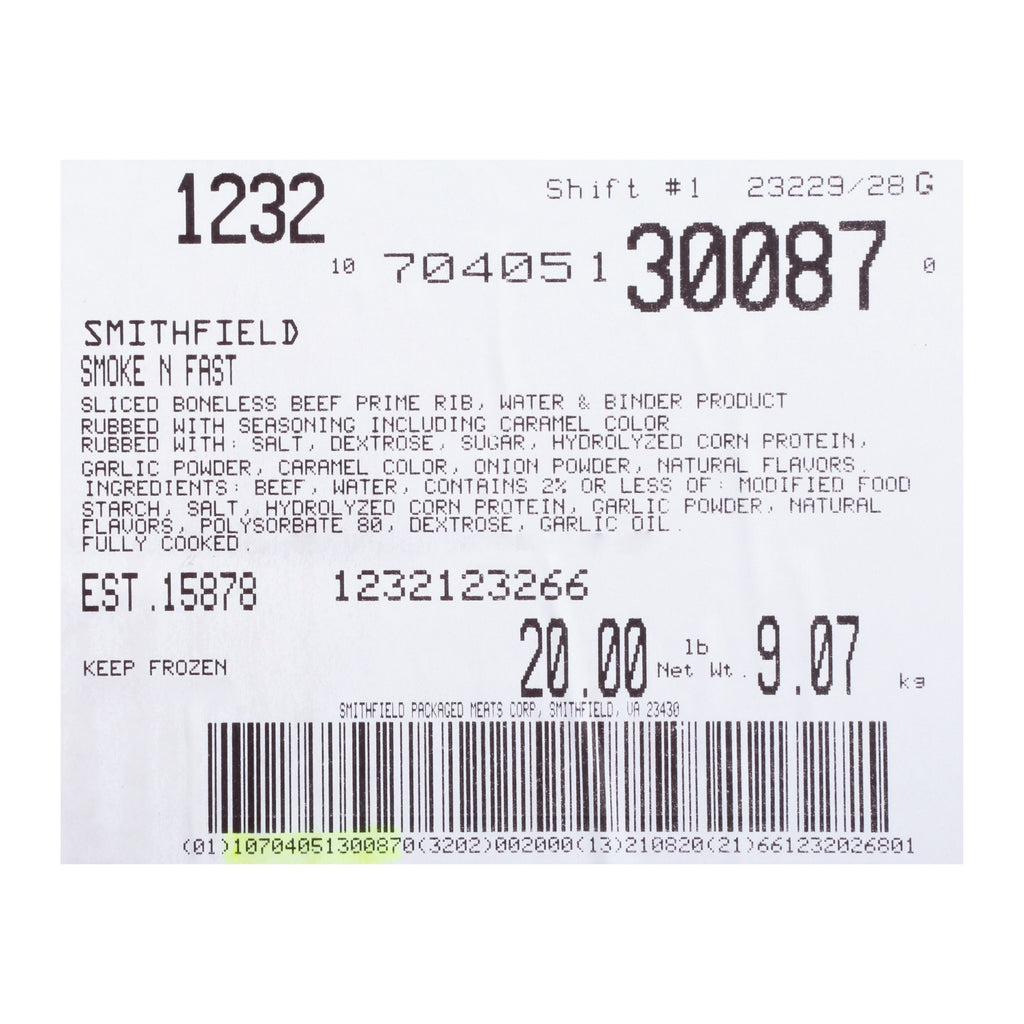 1232
Shift #1 23229/28 G
10 704051 30087 0
SMITHFIELD
SMOKE N FAST
SLICED BONELESS BEEF PRIME RIB, WATER & BINDER PRODUCT
RUBBED WITH SEASONING INCLUDING CARAMEL COLOR
RUBBED WITH: SALT, DEXTROSE, SUGAR, HYDROLYZED CORN PROTEIN,
GARLIC POWDER, CARAMEL COLOR, ONION POWDER, NATURAL FLAVORS.
INGREDIENTS: BEEF, WATER, CONTAINS 2% OR LESS OF: MODIFIED FOOD
STARCH, SALT, HYDROLYZED CORN PROTEIN, GARLIC POWDER, NATURAL
FLAVORS, POLYSORBATE 80, DEXTROSE, GARLIC OIL.
FULLY COOKED.
EST.15878 1232123266
KEEP FROZEN 20.00 lb Net Wt. 9.07 kg
SMITHFIELD PACKAGED MEATS CORP, SMITHFIELD, VA 23430
(01)10704051300870(3202)002000(13)210820(21)661232026801